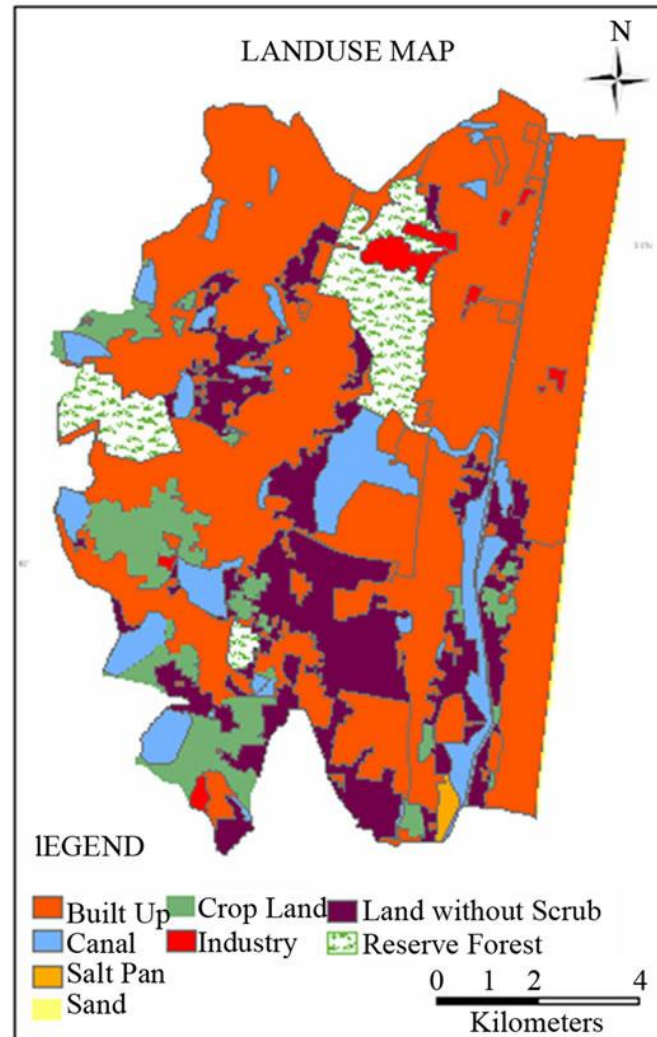 LANDUSE MAP
N
lEGEND
Built Up
Crop Land
Land without Scrub
Canal
Industry
Reserve Forest
Salt Pan
Sand
0 1 2 4
Kilometers